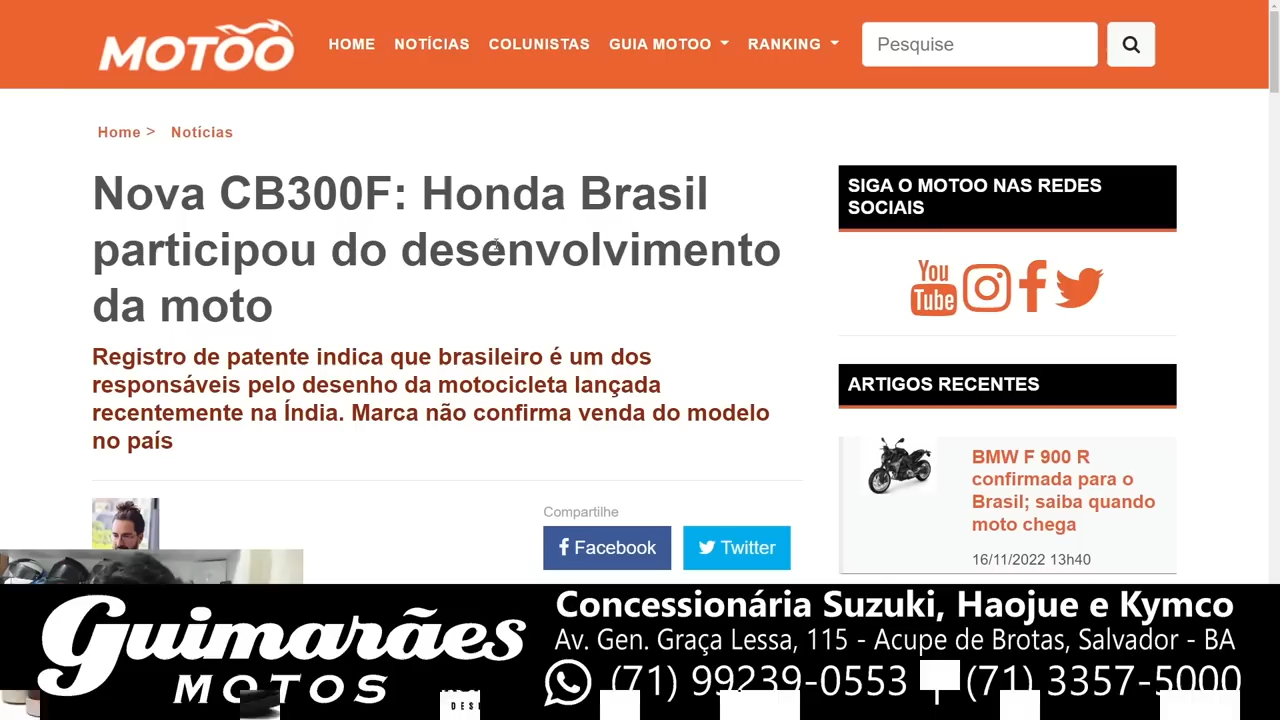 MOTOO
HOME NOTÍCIAS COLUNISTAS GUIA MOTOO RANKING Pesquise
Home > Notícias
Nova CB300F: Honda Brasil
participou do desenvolvimento
da moto
Registro de patente indica que brasileiro é um dos
responsáveis pelo desenho da motocicleta lançada
recentemente na Índia. Marca não confirma venda do modelo
no país
Compartilhe
Facebook Twitter
SIGA O MOTOO NAS REDES
SOCIAIS
You
Tube
ARTIGOS RECENTES
BMW F 900 R
confirmada para o
Brasil; saiba quando
moto chega
16/11/2022 13h40
Guimarães
MOTOS
Concessionária Suzuki, Haojue e Kymco
Av. Gen. Graça Lessa, 115 - Acupe de Brotas, Salvador - BA
(71) 99239-0553 | (71) 3357-5000